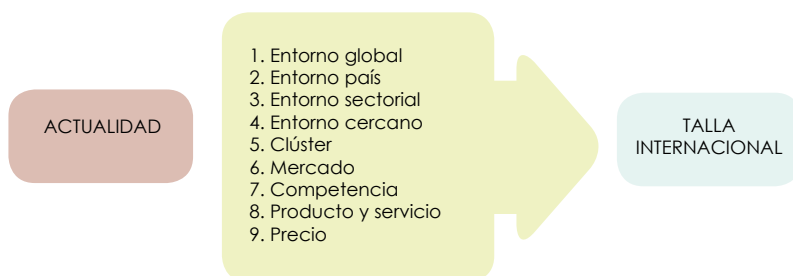 ACTUALIDAD
1. Entorno global
2. Entorno país
3. Entorno sectorial
4. Entorno cercano
5. Clúster
6. Mercado
7. Competencia
8. Producto y servicio
9. Precio
TALLA
INTERNACIONAL